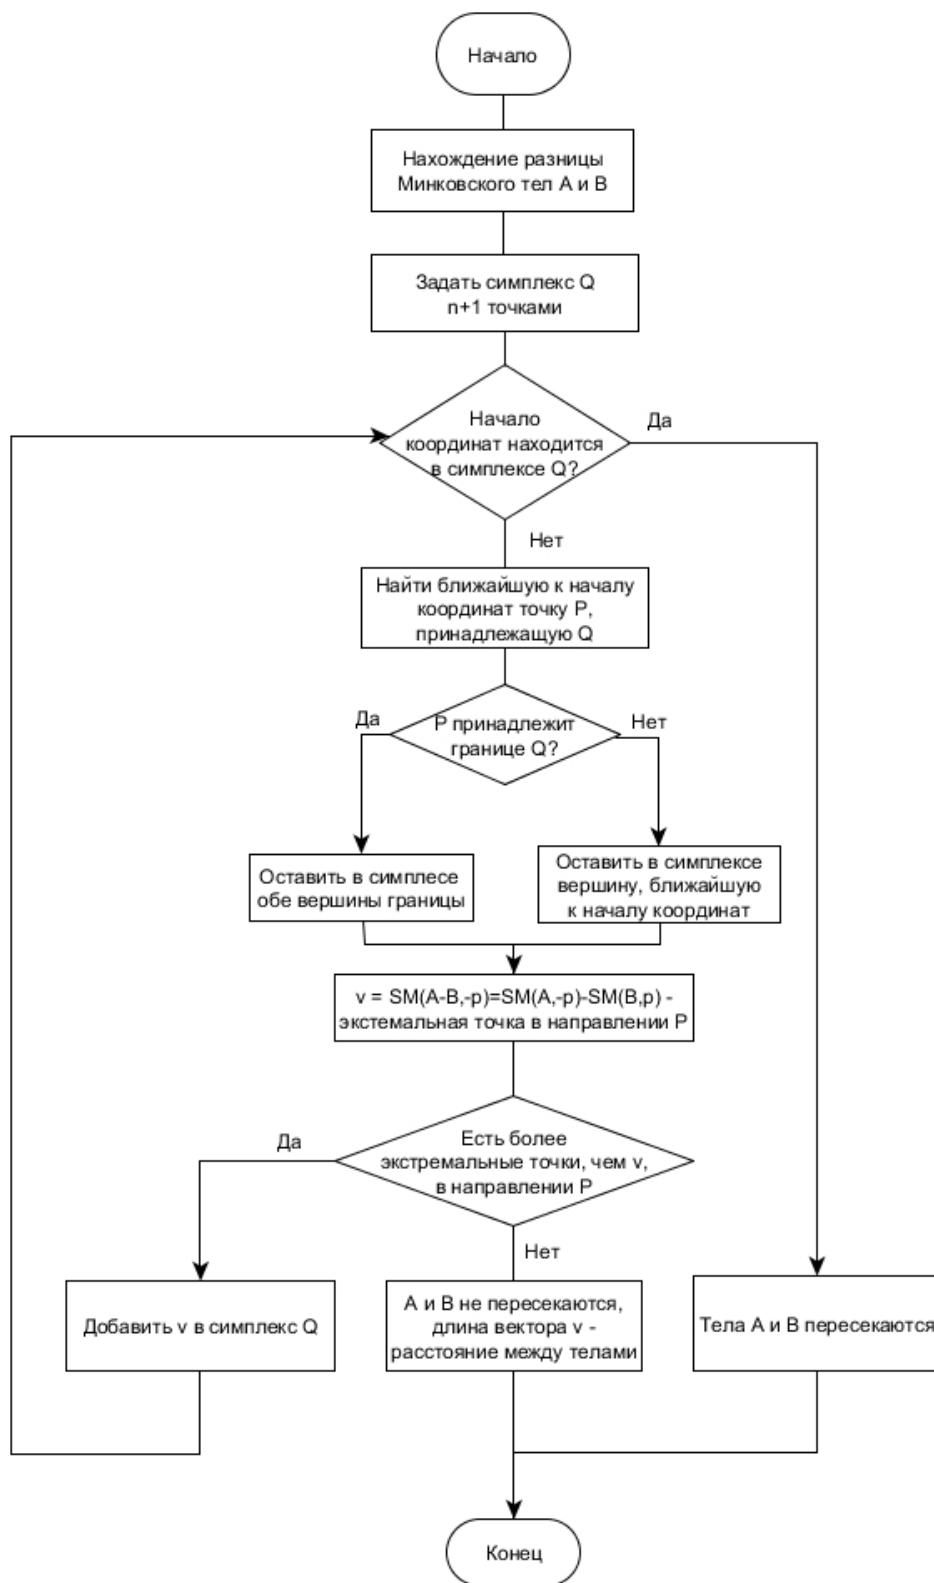 Начало
Нахождение разницы
Минковского тел А и В
Задать симплекс Q
n+1 точками
Начало
координат находится
в симплексе Q?
Да
Нет
Найти ближайшую к началу
координат точку P,
принадлежащую Q
P принадлежит
границе Q?
Да
Нет
Оставить в симплесе
обе вершины границы
Оставить в симплексе
вершину, ближайшую
к началу координат
v = SM(A-B,-p)=SM(A,-p)-SM(B,p) -
экстемальная точка в направлении P
Есть более
экстремальные точки, чем v,
в направлении P
Да
Нет
Добавить v в симплекс Q
А и В не пересекаются,
длина вектора v -
расстояние между телами
Тела А и В пересекаются
Конец